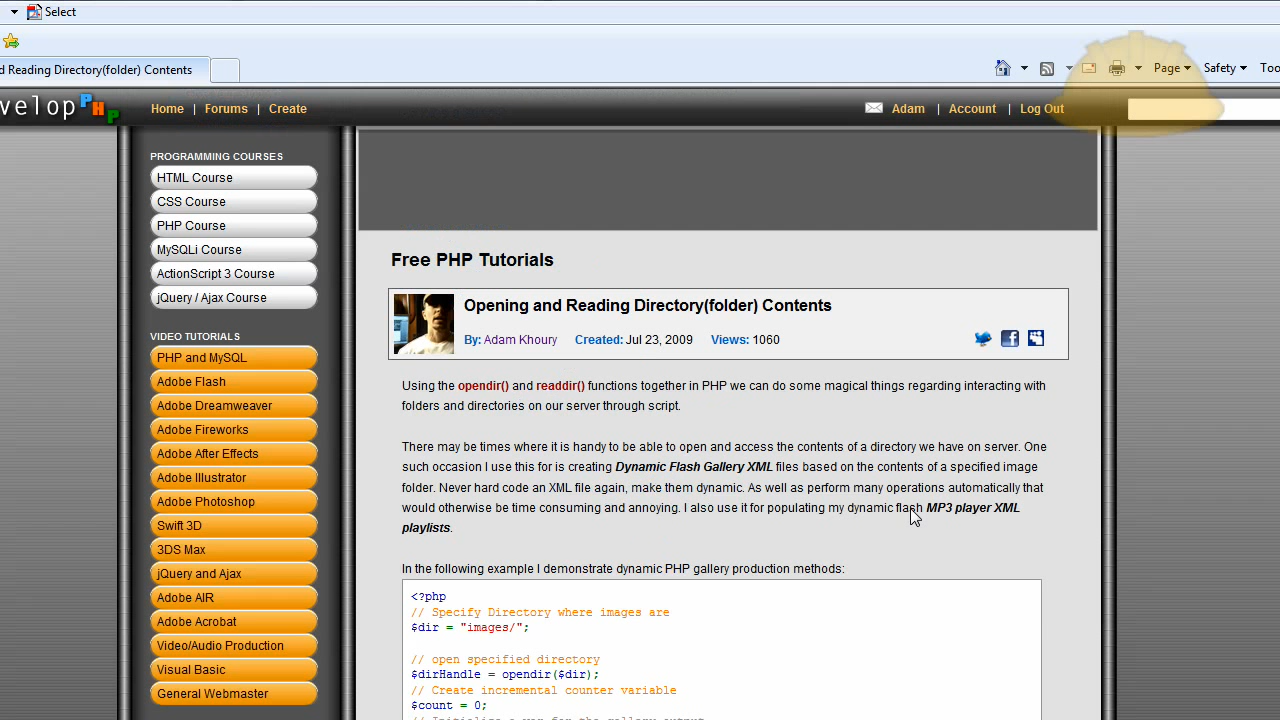 Select
d Reading Directory(folder) Contents
Page
Safety
Too
velop PHP
Home | Forums | Create
Adam | Account | Log Out
PROGRAMMING COURSES
HTML Course
CSS Course
PHP Course
MySQLi Course
ActionScript 3 Course
jQuery / Ajax Course
VIDEO TUTORIALS
PHP and MySQL
Adobe Flash
Adobe Dreamweaver
Adobe Fireworks
Adobe After Effects
Adobe Illustrator
Adobe Photoshop
Swift 3D
3DS Max
jQuery and Ajax
Adobe AIR
Adobe Acrobat
Video/Audio Production
Visual Basic
General Webmaster
Free PHP Tutorials
Opening and Reading Directory(folder) Contents
By: Adam Khoury Created: Jul 23, 2009 Views: 1060
Using the opendir() and readdir() functions together in PHP we can do some magical things regarding interacting with
folders and directories on our server through script.
There may be times where it is handy to be able to open and access the contents of a directory we have on server. One
such occasion I use this for is creating Dynamic Flash Gallery XML files based on the contents of a specified image
folder. Never hard code an XML file again, make them dynamic. As well as perform many operations automatically that
would otherwise be time consuming and annoying. I also use it for populating my dynamic flash MP3 player XML
playlists.
In the following example I demonstrate dynamic PHP gallery production methods:
<?php
// Specify Directory where images are
$dir = "images/";
// open specified directory
$dirHandle = opendir($dir);
// Create incremental counter variable
$count = 0;